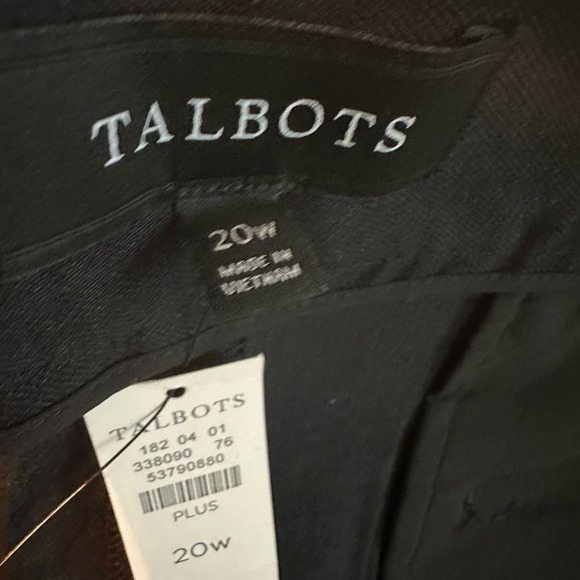 TALBOTS
20W
MADE IN
VIETNAM
TALBOTS
182 04 01
338090 76
53790880
PLUS
20W